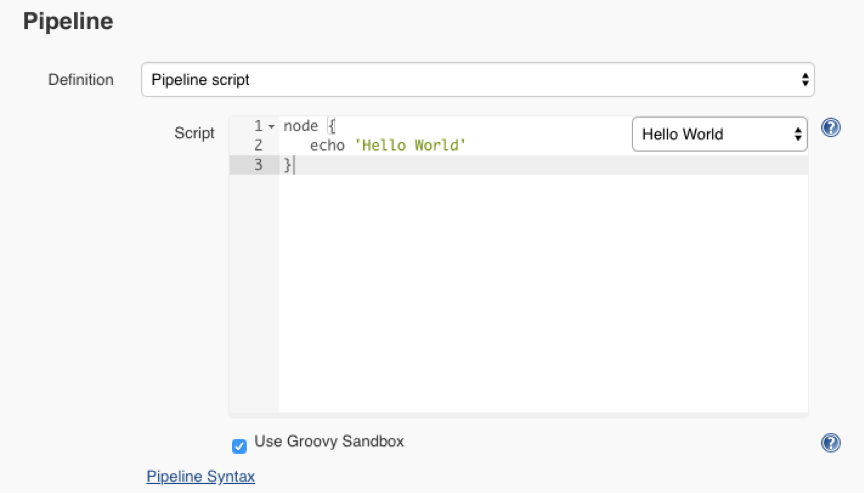 Pipeline
Definition Pipeline script
Script 1 node { Hello World ?
2 echo 'Hello World'
3 }
Use Groovy Sandbox ?
Pipeline Syntax